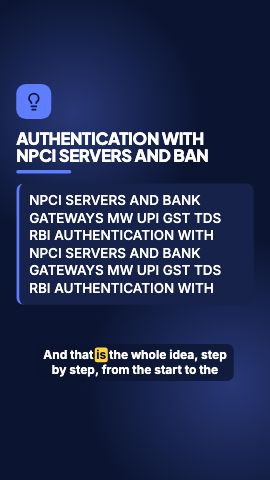 AUTHENTICATION WITH
NPCI SERVERS AND BAN
NPCI SERVERS AND BANK
GATEWAYS MW UPI GST TDS
RBI AUTHENTICATION WITH
NPCI SERVERS AND BANK
GATEWAYS MW UPI GST TDS
RBI AUTHENTICATION WITH
And that is the whole idea, step
by step, from the start to the